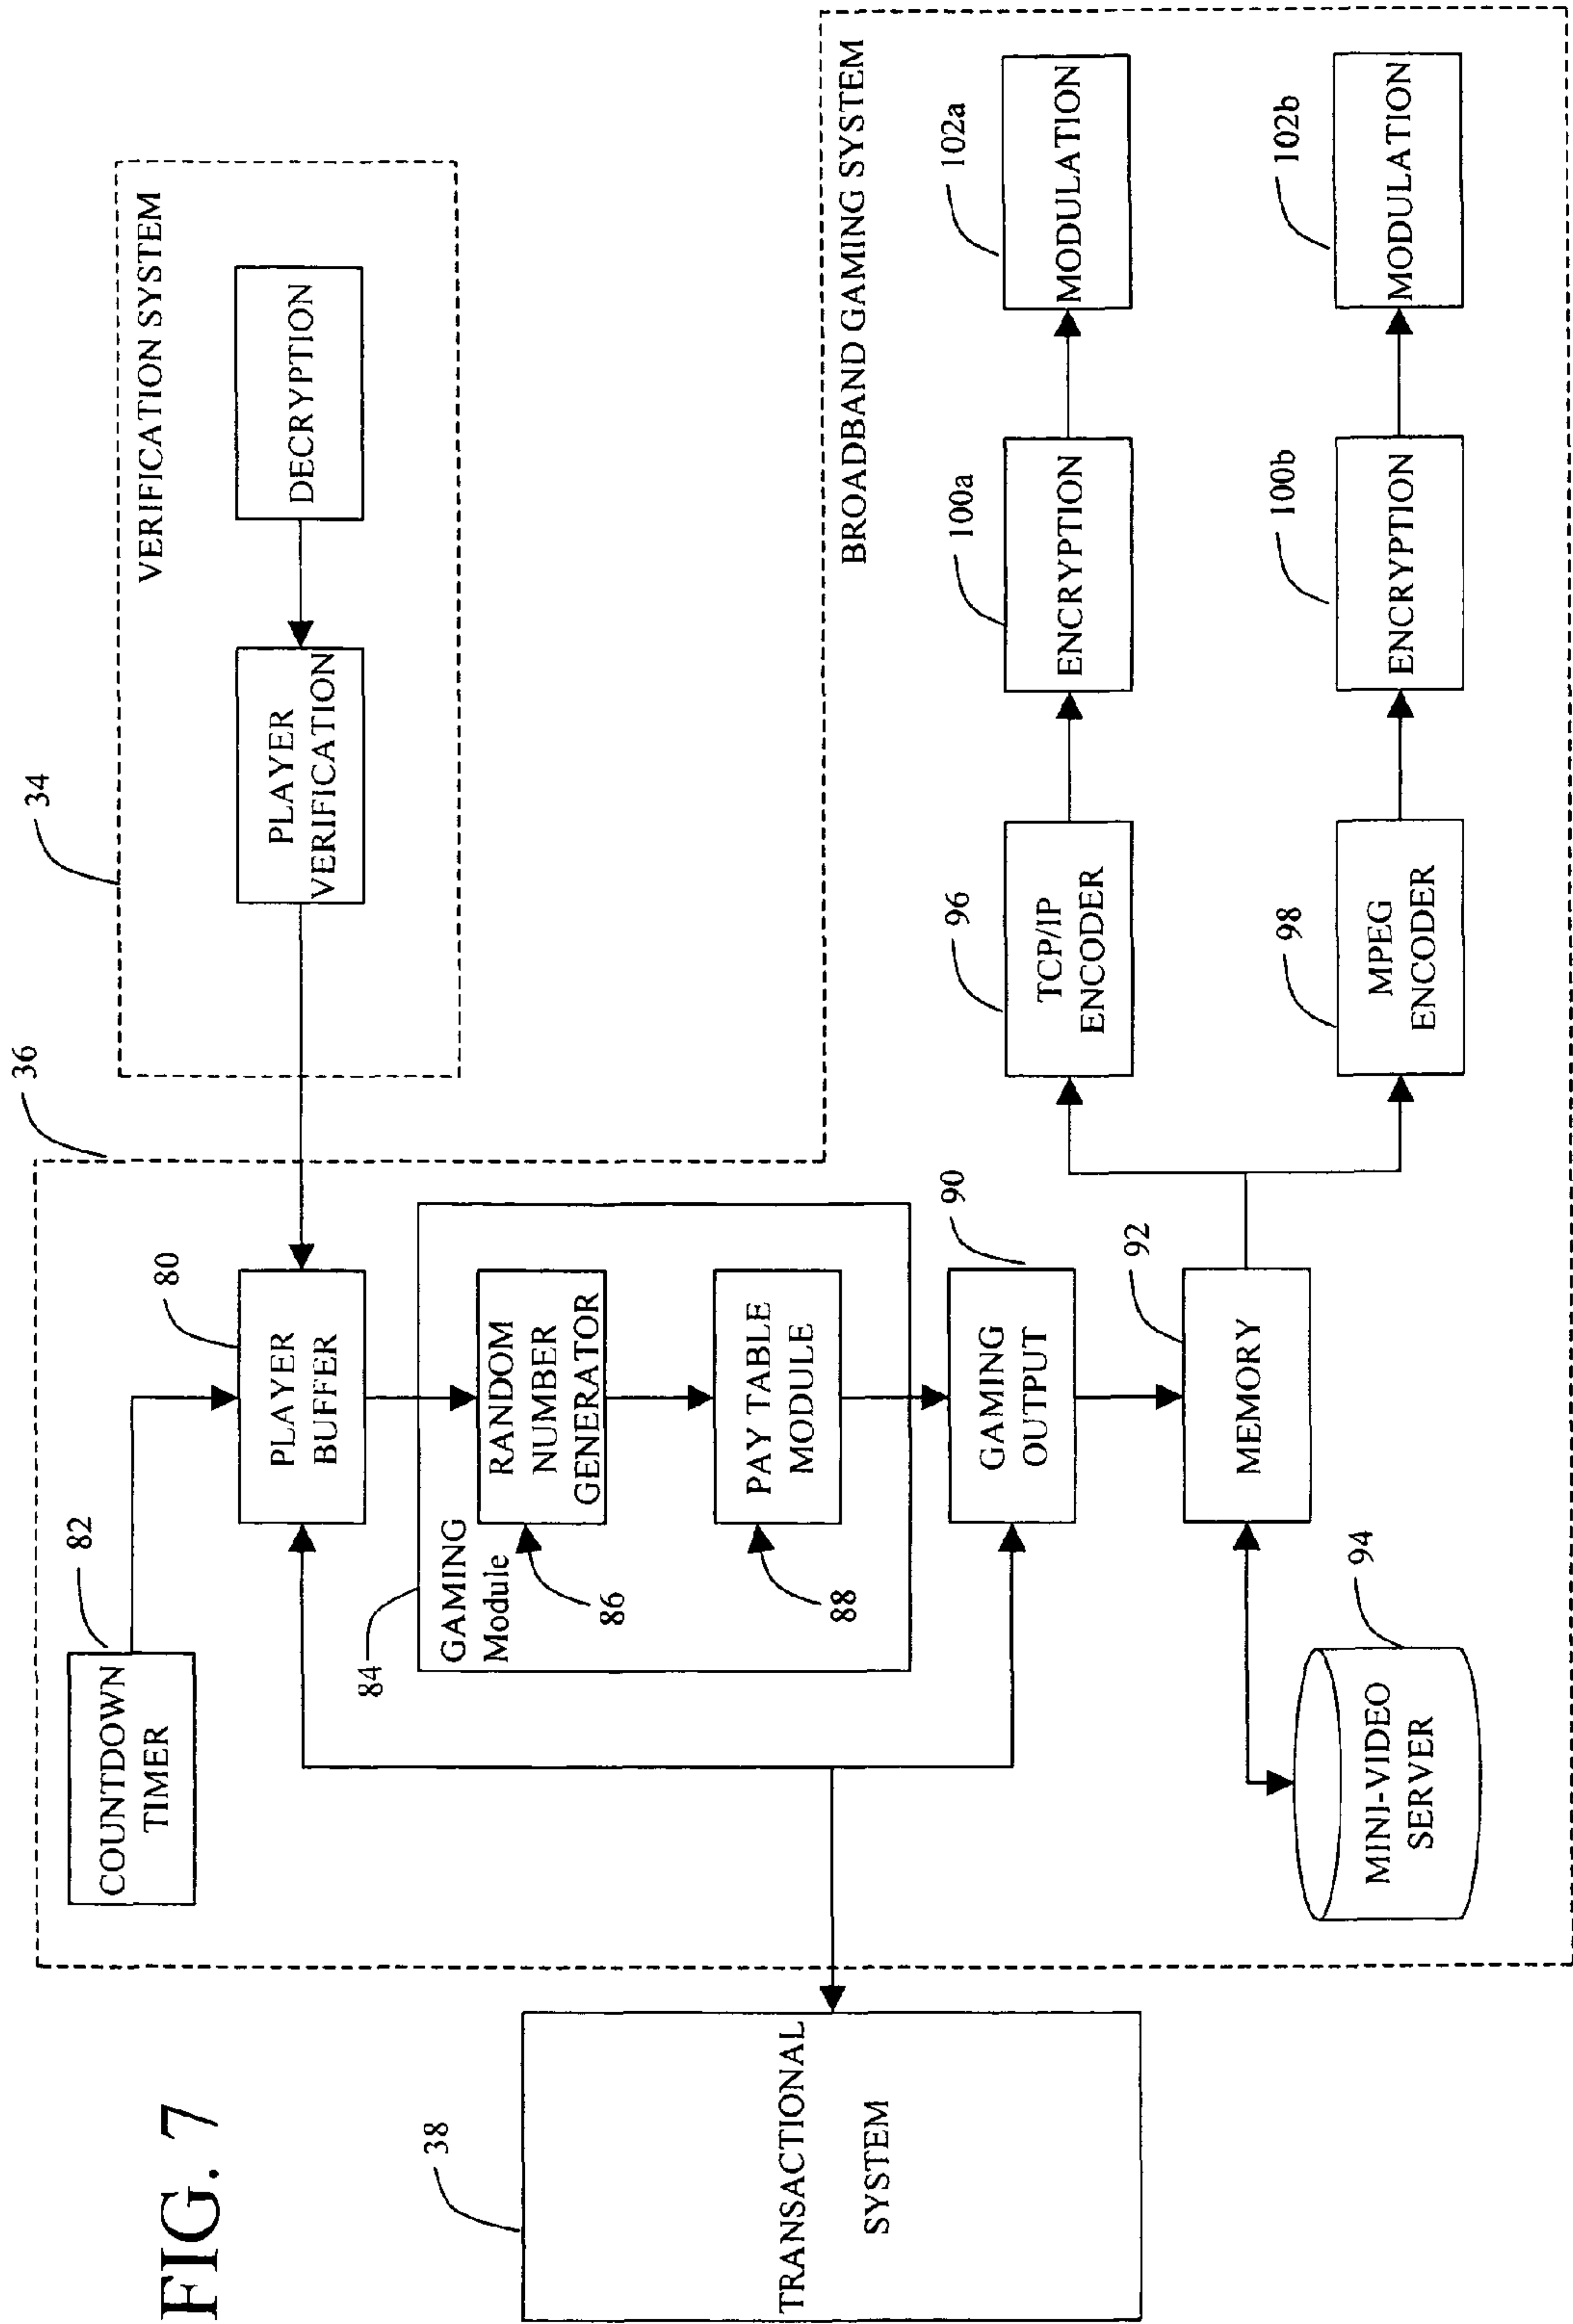 FIG. 7
34
VERIFICATION SYSTEM
PLAYER
VERIFICATION
DECRYPTION
36
82
COUNTDOWN
TIMER
80
PLAYER
BUFFER
84
GAMING
Module
RANDOM
NUMBER
GENERATOR
86
PAY TABLE
MODULE
88
38
TRANSACTIONAL
SYSTEM
BROADBAND GAMING SYSTEM
90
GAMING
OUTPUT
92
MEMORY
94
MINI-VIDEO
SERVER
96
TCP/IP
ENCODER
100a
ENCRYPTION
102a
MODULATION
98
MPEG
ENCODER
100b
ENCRYPTION
102b
MODULATION